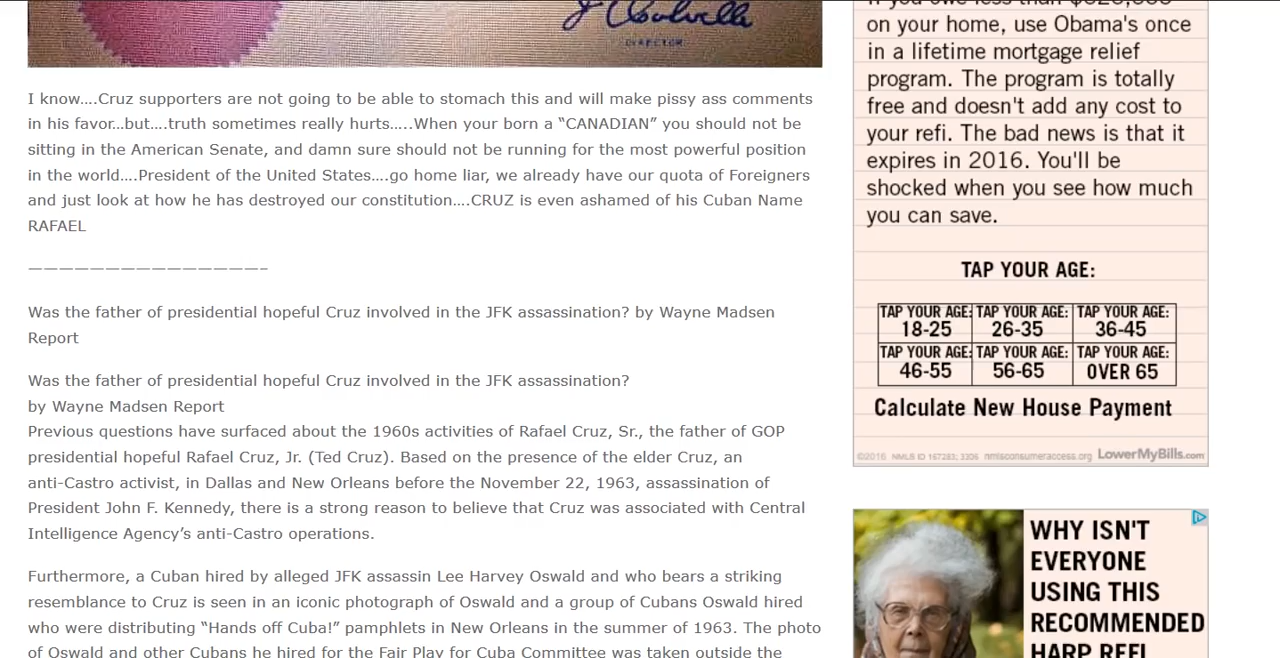 DIRECTOR
I know….Cruz supporters are not going to be able to stomach this and will make pissy ass comments
in his favor…but….truth sometimes really hurts…..When your born a “CANADIAN” you should not be
sitting in the American Senate, and damn sure should not be running for the most powerful position
in the world….President of the United States….go home liar, we already have our quota of Foreigners
and just look at how he has destroyed our constitution….CRUZ is even ashamed of his Cuban Name
RAFAEL
———————————————–
Was the father of presidential hopeful Cruz involved in the JFK assassination? by Wayne Madsen
Report
Was the father of presidential hopeful Cruz involved in the JFK assassination?
by Wayne Madsen Report
Previous questions have surfaced about the 1960s activities of Rafael Cruz, Sr., the father of GOP
presidential hopeful Rafael Cruz, Jr. (Ted Cruz). Based on the presence of the elder Cruz, an
anti-Castro activist, in Dallas and New Orleans before the November 22, 1963, assassination of
President John F. Kennedy, there is a strong reason to believe that Cruz was associated with Central
Intelligence Agency’s anti-Castro operations.
Furthermore, a Cuban hired by alleged JFK assassin Lee Harvey Oswald and who bears a striking
resemblance to Cruz is seen in an iconic photograph of Oswald and a group of Cubans Oswald hired
who were distributing “Hands off Cuba!” pamphlets in New Orleans in the summer of 1963. The photo
of Oswald and other Cubans he hired for the Fair Play for Cuba Committee was taken outside the
on your home, use Obama's once
in a lifetime mortgage relief
program. The program is totally
free and doesn't add any cost to
your refi. The bad news is that it
expires in 2016. You'll be
shocked when you see how much
you can save.
TAP YOUR AGE:
TAP YOUR AGE: TAP YOUR AGE: TAP YOUR AGE:
18-25 26-35 36-45
TAP YOUR AGE: TAP YOUR AGE: TAP YOUR AGE:
46-55 56-65 OVER 65
Calculate New House Payment
©2016 NMLS ID 167283; 3306 nmlsconsumeraccess.org LowerMyBills.com
WHY ISN'T
EVERYONE
USING THIS
RECOMMENDED
HARP REFI